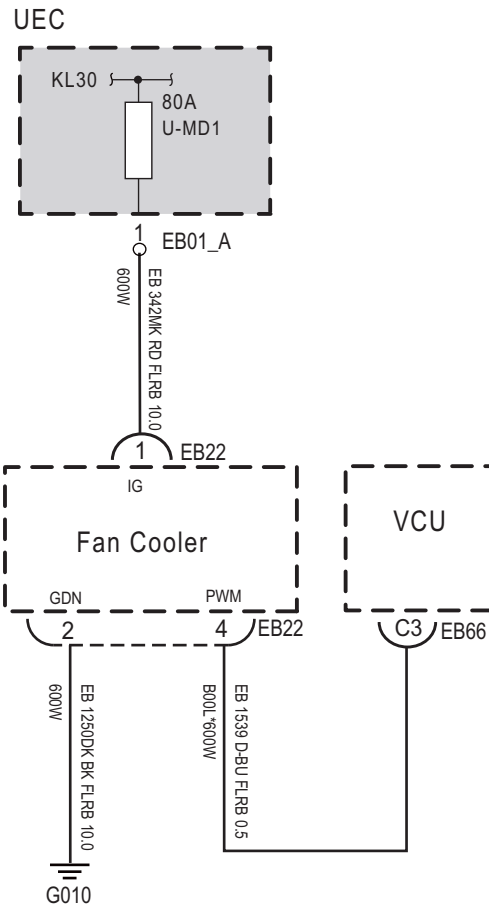 UEC
KL30
80A
U-MD1
1
EB01_A
EB 342MK RD FLRB 10.0
600W
1
EB22
IG
Fan Cooler
VCU
GDN
PWM
2
4
EB22
C3
EB66
EB 1250DK BK FLRB 10.0
600W
EB 1539 D-BU FLRB 0.5
B00L*600W
G010